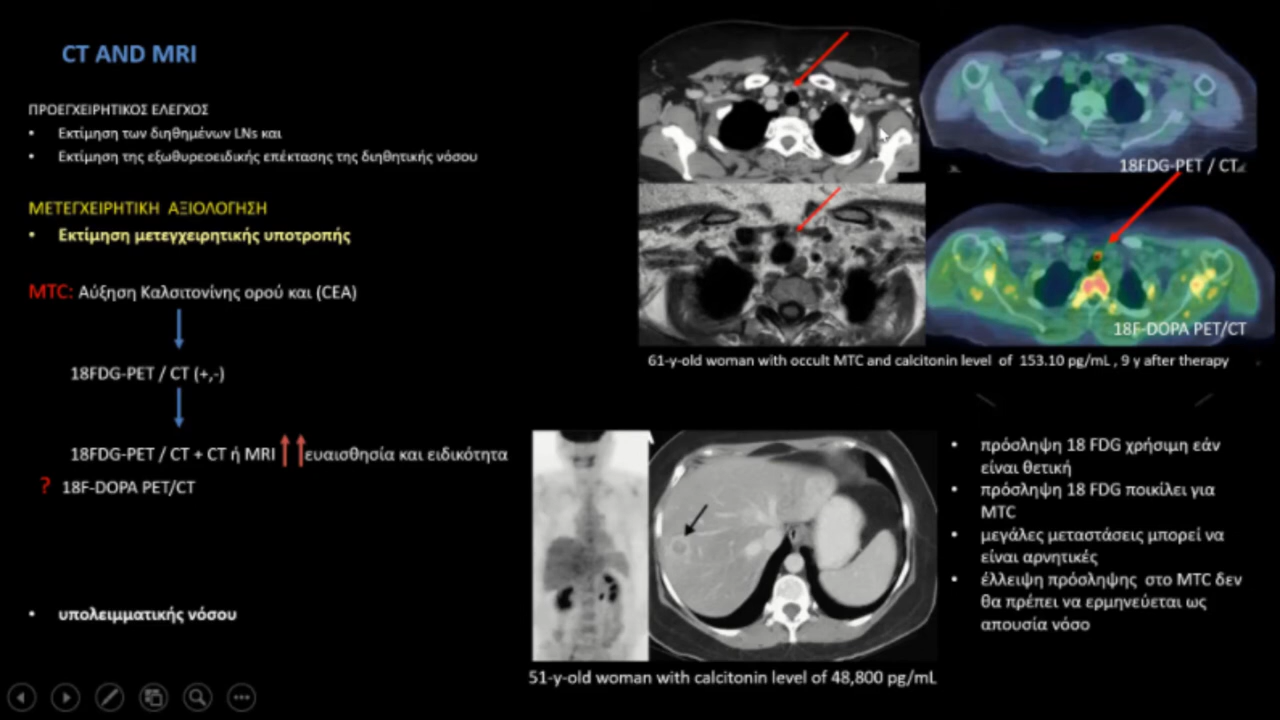 CT AND MRI
ΠΡΟΕΓΧΕΙΡΗΤΙΚΟΣ ΕΛΕΓΧΟΣ
• Εκτίμηση των διηθημένων LNs και
• Εκτίμηση της εξωθυρεοειδικής επέκτασης της διηθητικής νόσου
ΜΕΤΕΓΧΕΙΡΗΤΙΚΗ ΑΞΙΟΛΟΓΗΣΗ
• Εκτίμηση μετεγχειρητικής υποτροπής
MTC: Αύξηση Καλσιτονίνης ορού και (CEA)
18FDG-PET / CT (+,-)
18FDG-PET / CT + CT ή MRI ευαισθησία και ειδικότητα
? 18F-DOPA PET/CT
• υπολειμματικής νόσου
18FDG-PET / CT
18F-DOPA PET/CT
61-y-old woman with occult MTC and calcitonin level of 153.10 pg/mL , 9 y after therapy
51-y-old woman with calcitonin level of 48,800 pg/mL
• πρόσληψη 18 FDG χρήσιμη εάν
είναι θετική
• πρόσληψη 18 FDG ποικίλει για
MTC
• μεγάλες μεταστάσεις μπορεί να
είναι αρνητικές
• έλλειψη πρόσληψης στο MTC δεν
θα πρέπει να ερμηνεύεται ως
απουσία νόσο